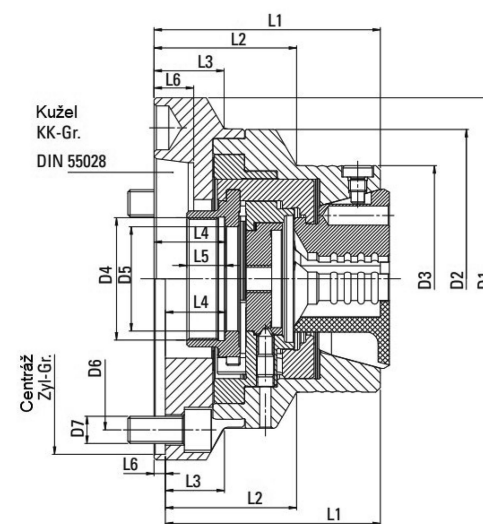 L1
L2
L3
L6
Kužel
KK-Gr.
DIN 55028
L4
L5
L4
D4
D5
D3
D2
D1
Centráž
Zyl-Gr.
D6
D7
L6
L3
L2
L1